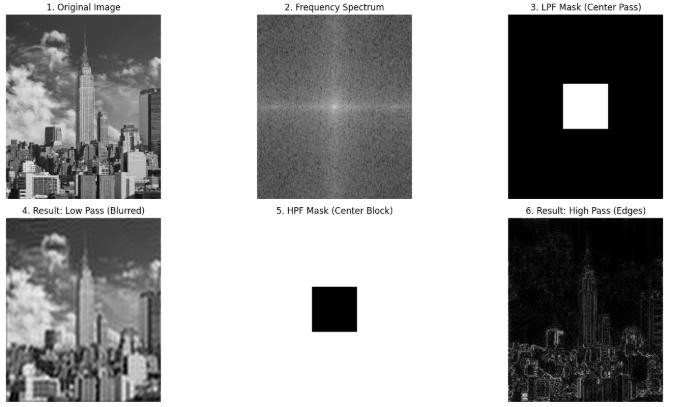 1. Original Image
2. Frequency Spectrum
3. LPF Mask (Center Pass)
4. Result: Low Pass (Blurred)
5. HPF Mask (Center Block)
6. Result: High Pass (Edges)